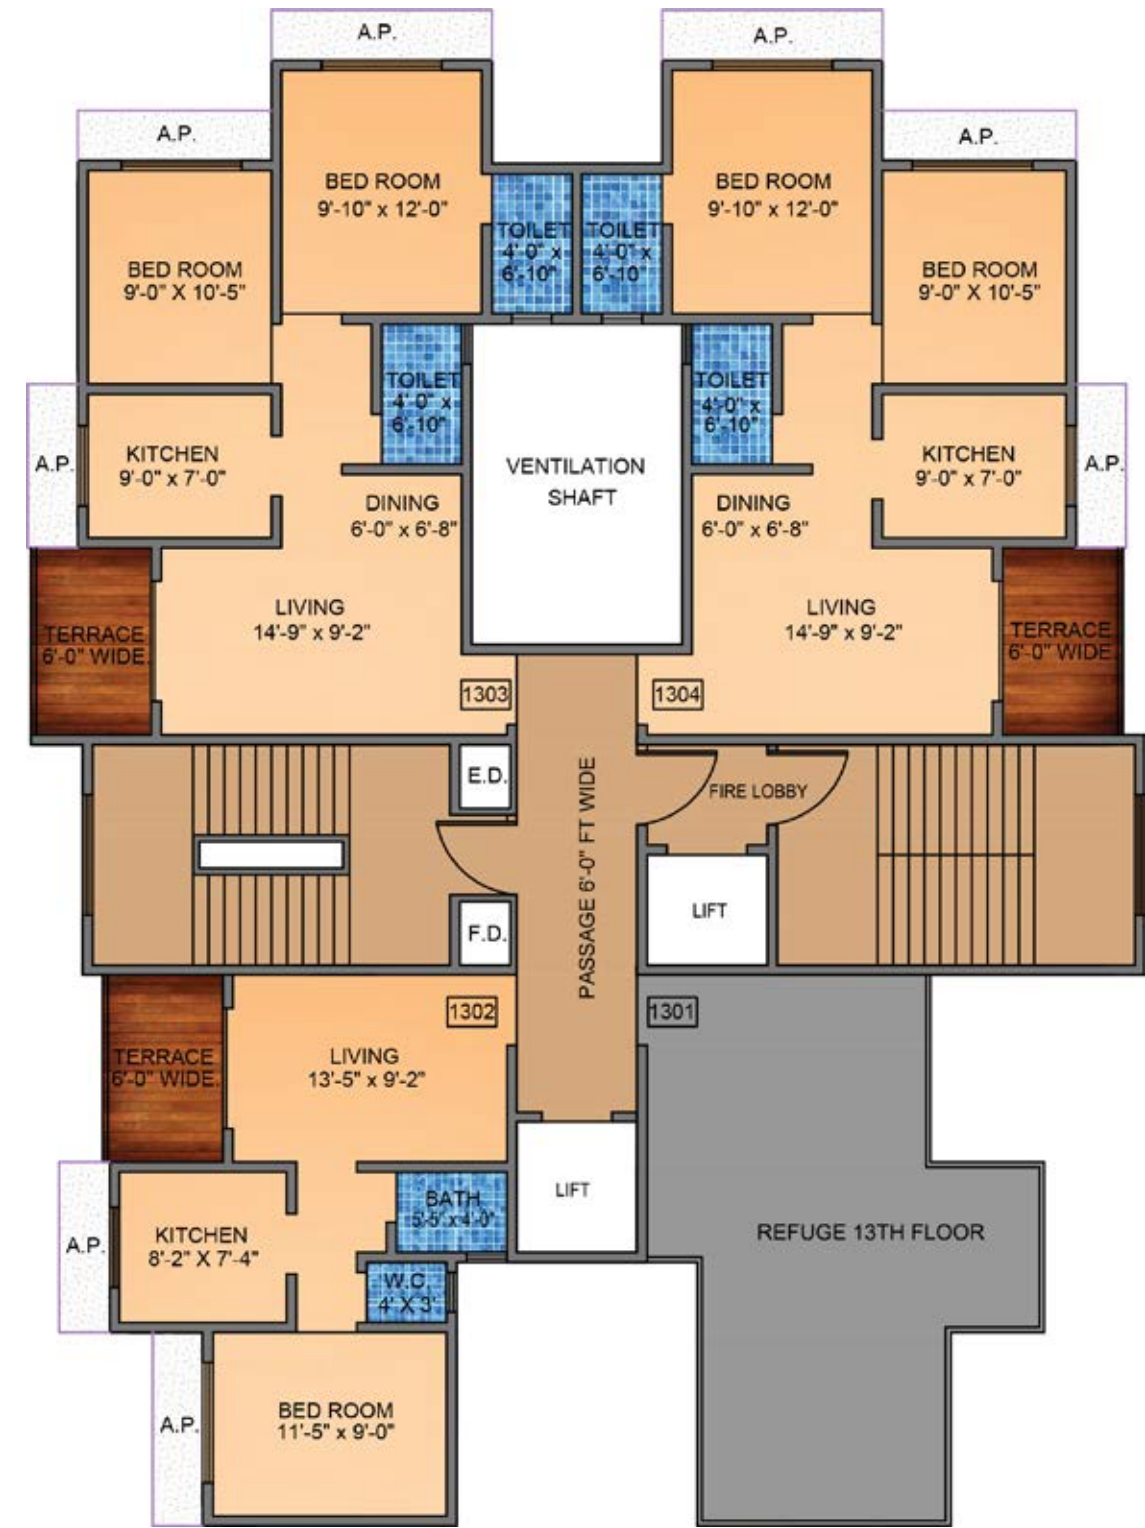 A.P.
A.P.
A.P.
A.P.
BED ROOM
9'-10" x 12'-0"
BED ROOM
9'-10" x 12'-0"
TOILET
4'-0" x
6'-10"
TOILET
4'-0" x
6'-10"
BED ROOM
9'-0" X 10'-5"
BED ROOM
9'-0" X 10'-5"
TOILET
4'-0" x
6'-10"
TOILET
4'-0" x
6'-10"
A.P.
KITCHEN
9'-0" x 7'-0"
VENTILATION
SHAFT
KITCHEN
9'-0" x 7'-0"
A.P.
DINING
6'-0" x 6'-8"
DINING
6'-0" x 6'-8"
TERRACE
6'-0" WIDE.
LIVING
14'-9" x 9'-2"
LIVING
14'-9" x 9'-2"
TERRACE
6'-0" WIDE.
1303
1304
E.D.
PASSAGE 6'-0" FT WIDE
FIRE LOBBY
F.D.
LIFT
1302
1301
TERRACE
6'-0" WIDE.
LIVING
13'-5" x 9'-2"
LIFT
BATH
5'-5" x 4'-0"
A.P.
KITCHEN
8'-2" X 7'-4"
REFUGE 13TH FLOOR
W.C.
4' X 3'
A.P.
BED ROOM
11'-5" x 9'-0"